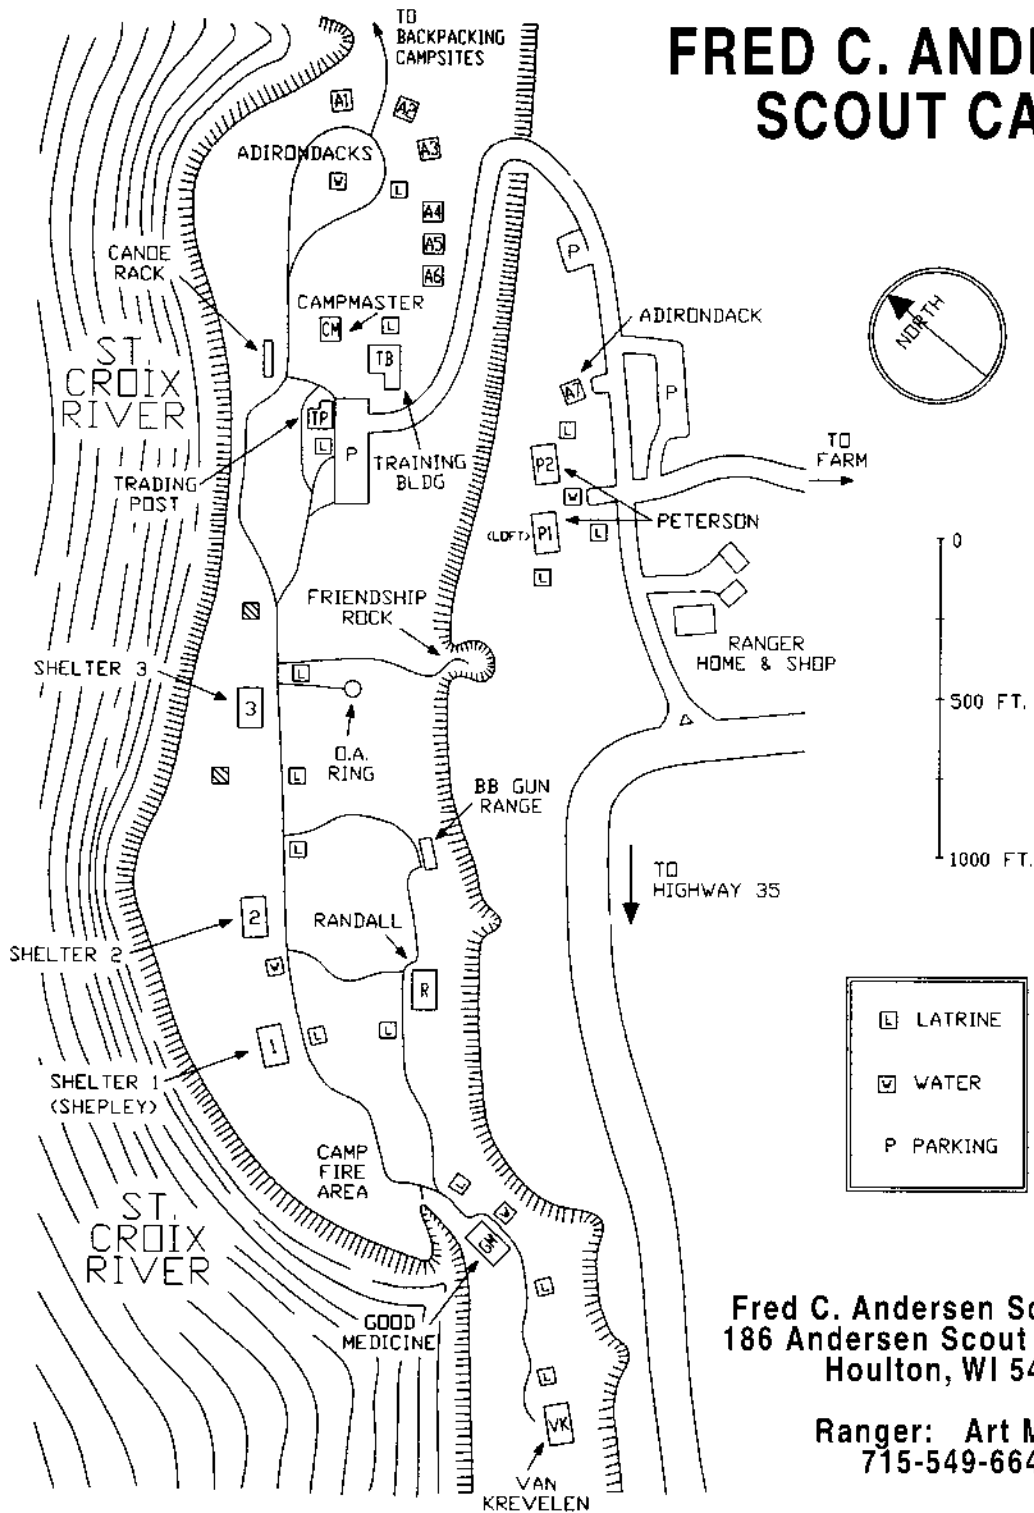 FRED C. ANDE
SCOUT CA
TO
BACKPACKING
CAMPSITES
A1
A2
A3
ADIRONDACKS
W
L
A4
A5
A6
CANOE
RACK
CAMPMASTER
CM
L
TB
P
ADIRONDACK
NORTH
ST.
CROIX
RIVER
A7
P
TP
L
P
TRAINING
BLDG
L
P2
TO
FARM
TRADING
POST
W
PETERSON
(LOFT)
P1
L
L
0
FRIENDSHIP
ROCK
RANGER
HOME & SHOP
SHELTER 3
L
3
500 FT.
O.A.
RING
L
BB GUN
RANGE
L
TO
HIGHWAY 35
1000 FT.
2
RANDALL
SHELTER 2
W
R
L
L
1
L LATRINE
W WATER
P PARKING
SHELTER 1
(SHEPLEY)
CAMP
FIRE
AREA
L
W
GM
ST.
CROIX
RIVER
L
GOOD
MEDICINE
L
VK
VAN
KREVELEN
Fred C. Andersen Sc
186 Andersen Scout
Houlton, WI 54
Ranger: Art M
715-549-664